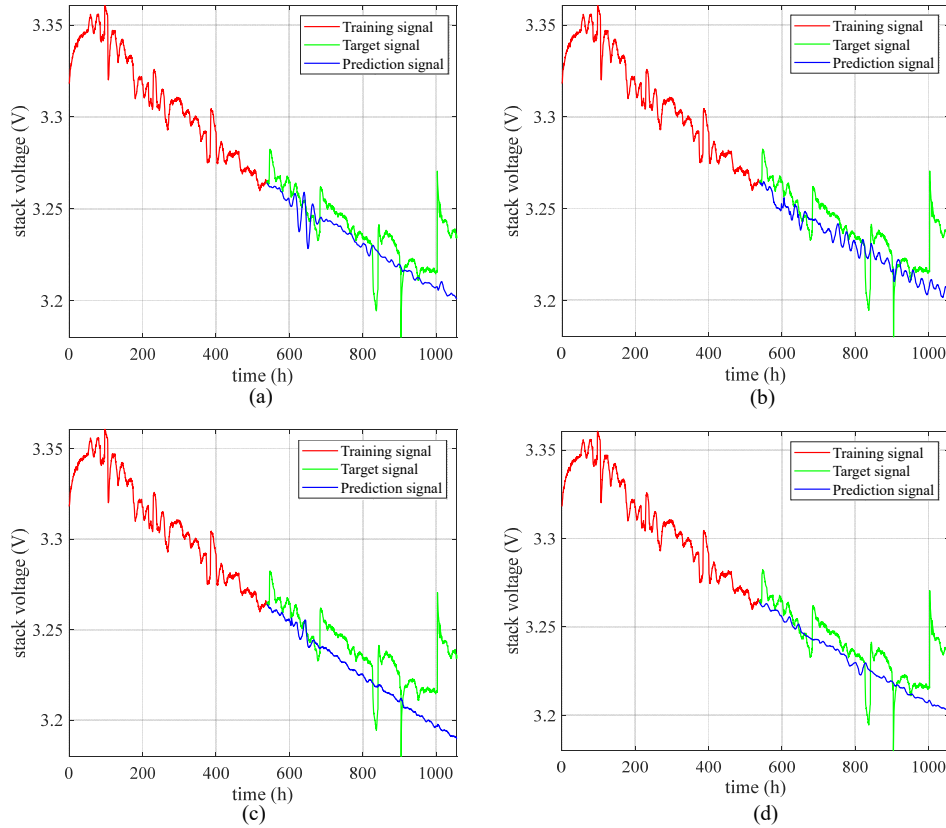 3.35
3.3
3.25
3.2
stack voltage (V)
Training signal
Target signal
Prediction signal
0
200
400
600
800
1000
time (h)
(a)
3.35
3.3
3.25
3.2
stack voltage (V)
Training signal
Target signal
Prediction signal
0
200
400
600
800
1000
time (h)
(b)
3.35
3.3
3.25
3.2
stack voltage (V)
Training signal
Target signal
Prediction signal
0
200
400
600
800
1000
time (h)
(c)
3.35
3.3
3.25
3.2
stack voltage (V)
Training signal
Target signal
Prediction signal
0
200
400
600
800
1000
time (h)
(d)